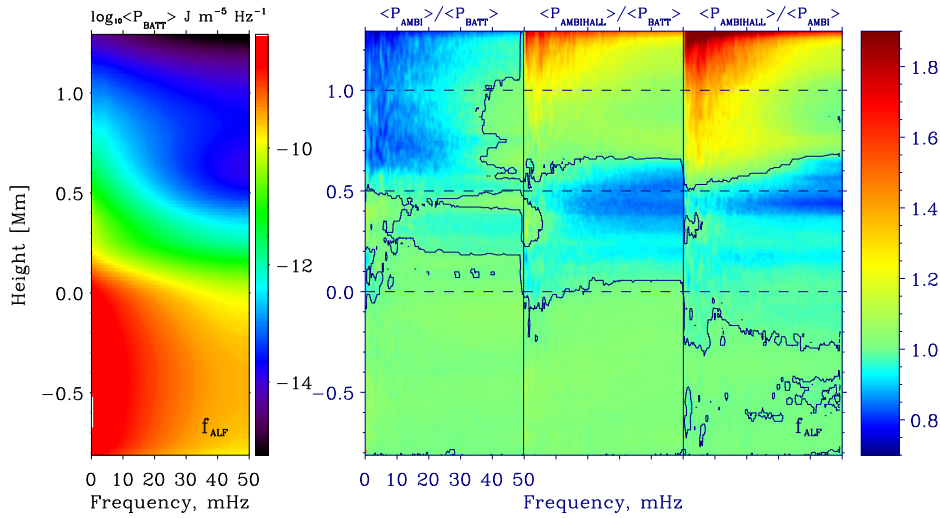 log₁₀<P_BATT> J m⁻⁵ Hz⁻¹
<P_AMBI>/<P_BATT>
<P_AMBIHALL>/<P_BATT>
<P_AMBIHALL>/<P_AMBI>
Height [Mm]
1.0
0.5
0.0
−0.5
f_ALF
0 10 20 30 40 50
Frequency, mHz
−10
−12
−14
1.0
0.5
0.0
−0.5
f_ALF
0 10 20 30 40 50
Frequency, mHz
1.8
1.6
1.4
1.2
1.0
0.8